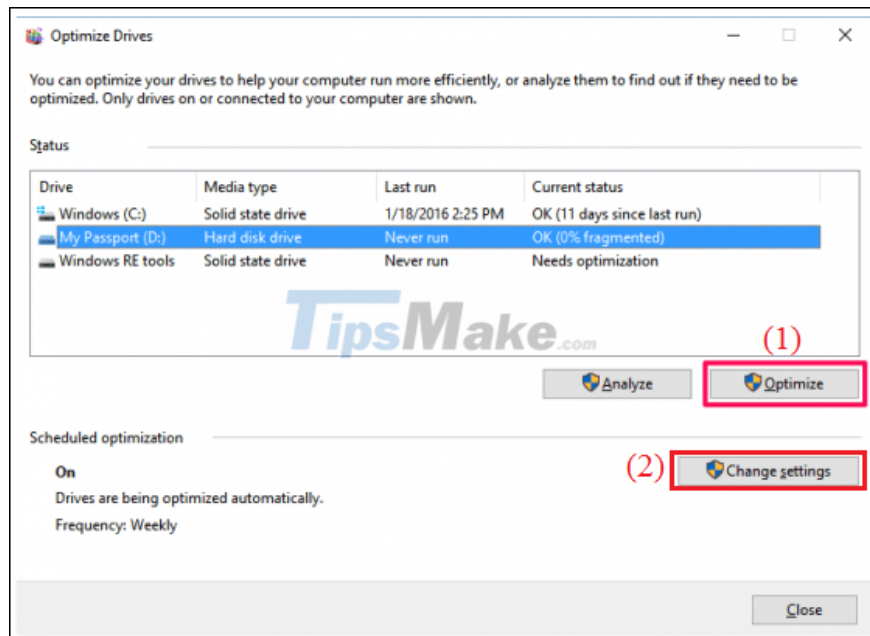 Optimize Drives
You can optimize your drives to help your computer run more efficiently, or analyze them to find out if they need to be
optimized. Only drives on or connected to your computer are shown.
Status
Drive Media type Last run Current status
Windows (C:) Solid state drive 1/18/2016 2:25 PM OK (11 days since last run)
My Passport (D:) Hard disk drive Never run OK (0% fragmented)
Windows RE tools Solid state drive Never run Needs optimization
TipsMake.com
(1)
Analyze Optimize
Scheduled optimization
On
(2) Change settings
Drives are being optimized automatically.
Frequency: Weekly
Close